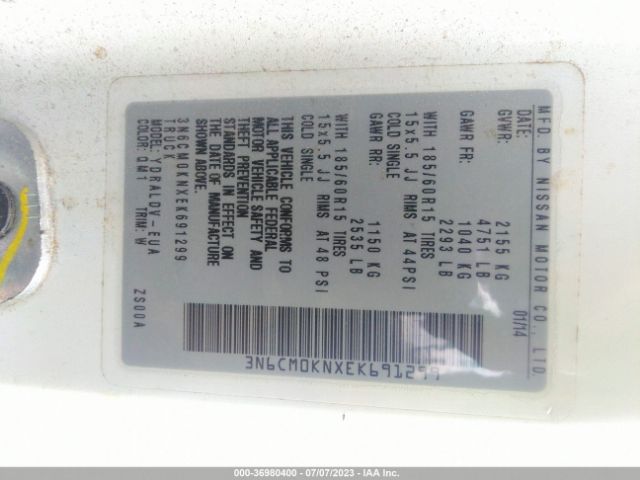 MFD. BY NISSAN MOTOR CO., LTD.
DATE: 01/14
GVWR: 2155 KG
4751 LB
GAWR FR: 1040 KG
2293 LB
WITH 185/60R15 TIRES
15x5.5 JJ RIMS AT 44PSI
COLD SINGLE
GAWR RR: 1150 KG
2535 LB
WITH 185/60R15 TIRES
15x5.5 JJ RIMS AT 48 PSI
COLD SINGLE
THIS VEHICLE CONFORMS TO
ALL APPLICABLE FEDERAL
MOTOR VEHICLE SAFETY AND
THEFT PREVENTION
STANDARDS IN EFFECT ON
THE DATE OF MANUFACTURE
SHOWN ABOVE.
3N6CM0KNXEK691299
TRUCK
MODEL: YDRALDV-EUA
COLOR: QM1 TRIM: W
ZS00A
3N6CM0KNXEK691299
000-36980400 - 07/07/2023 - IAA Inc.